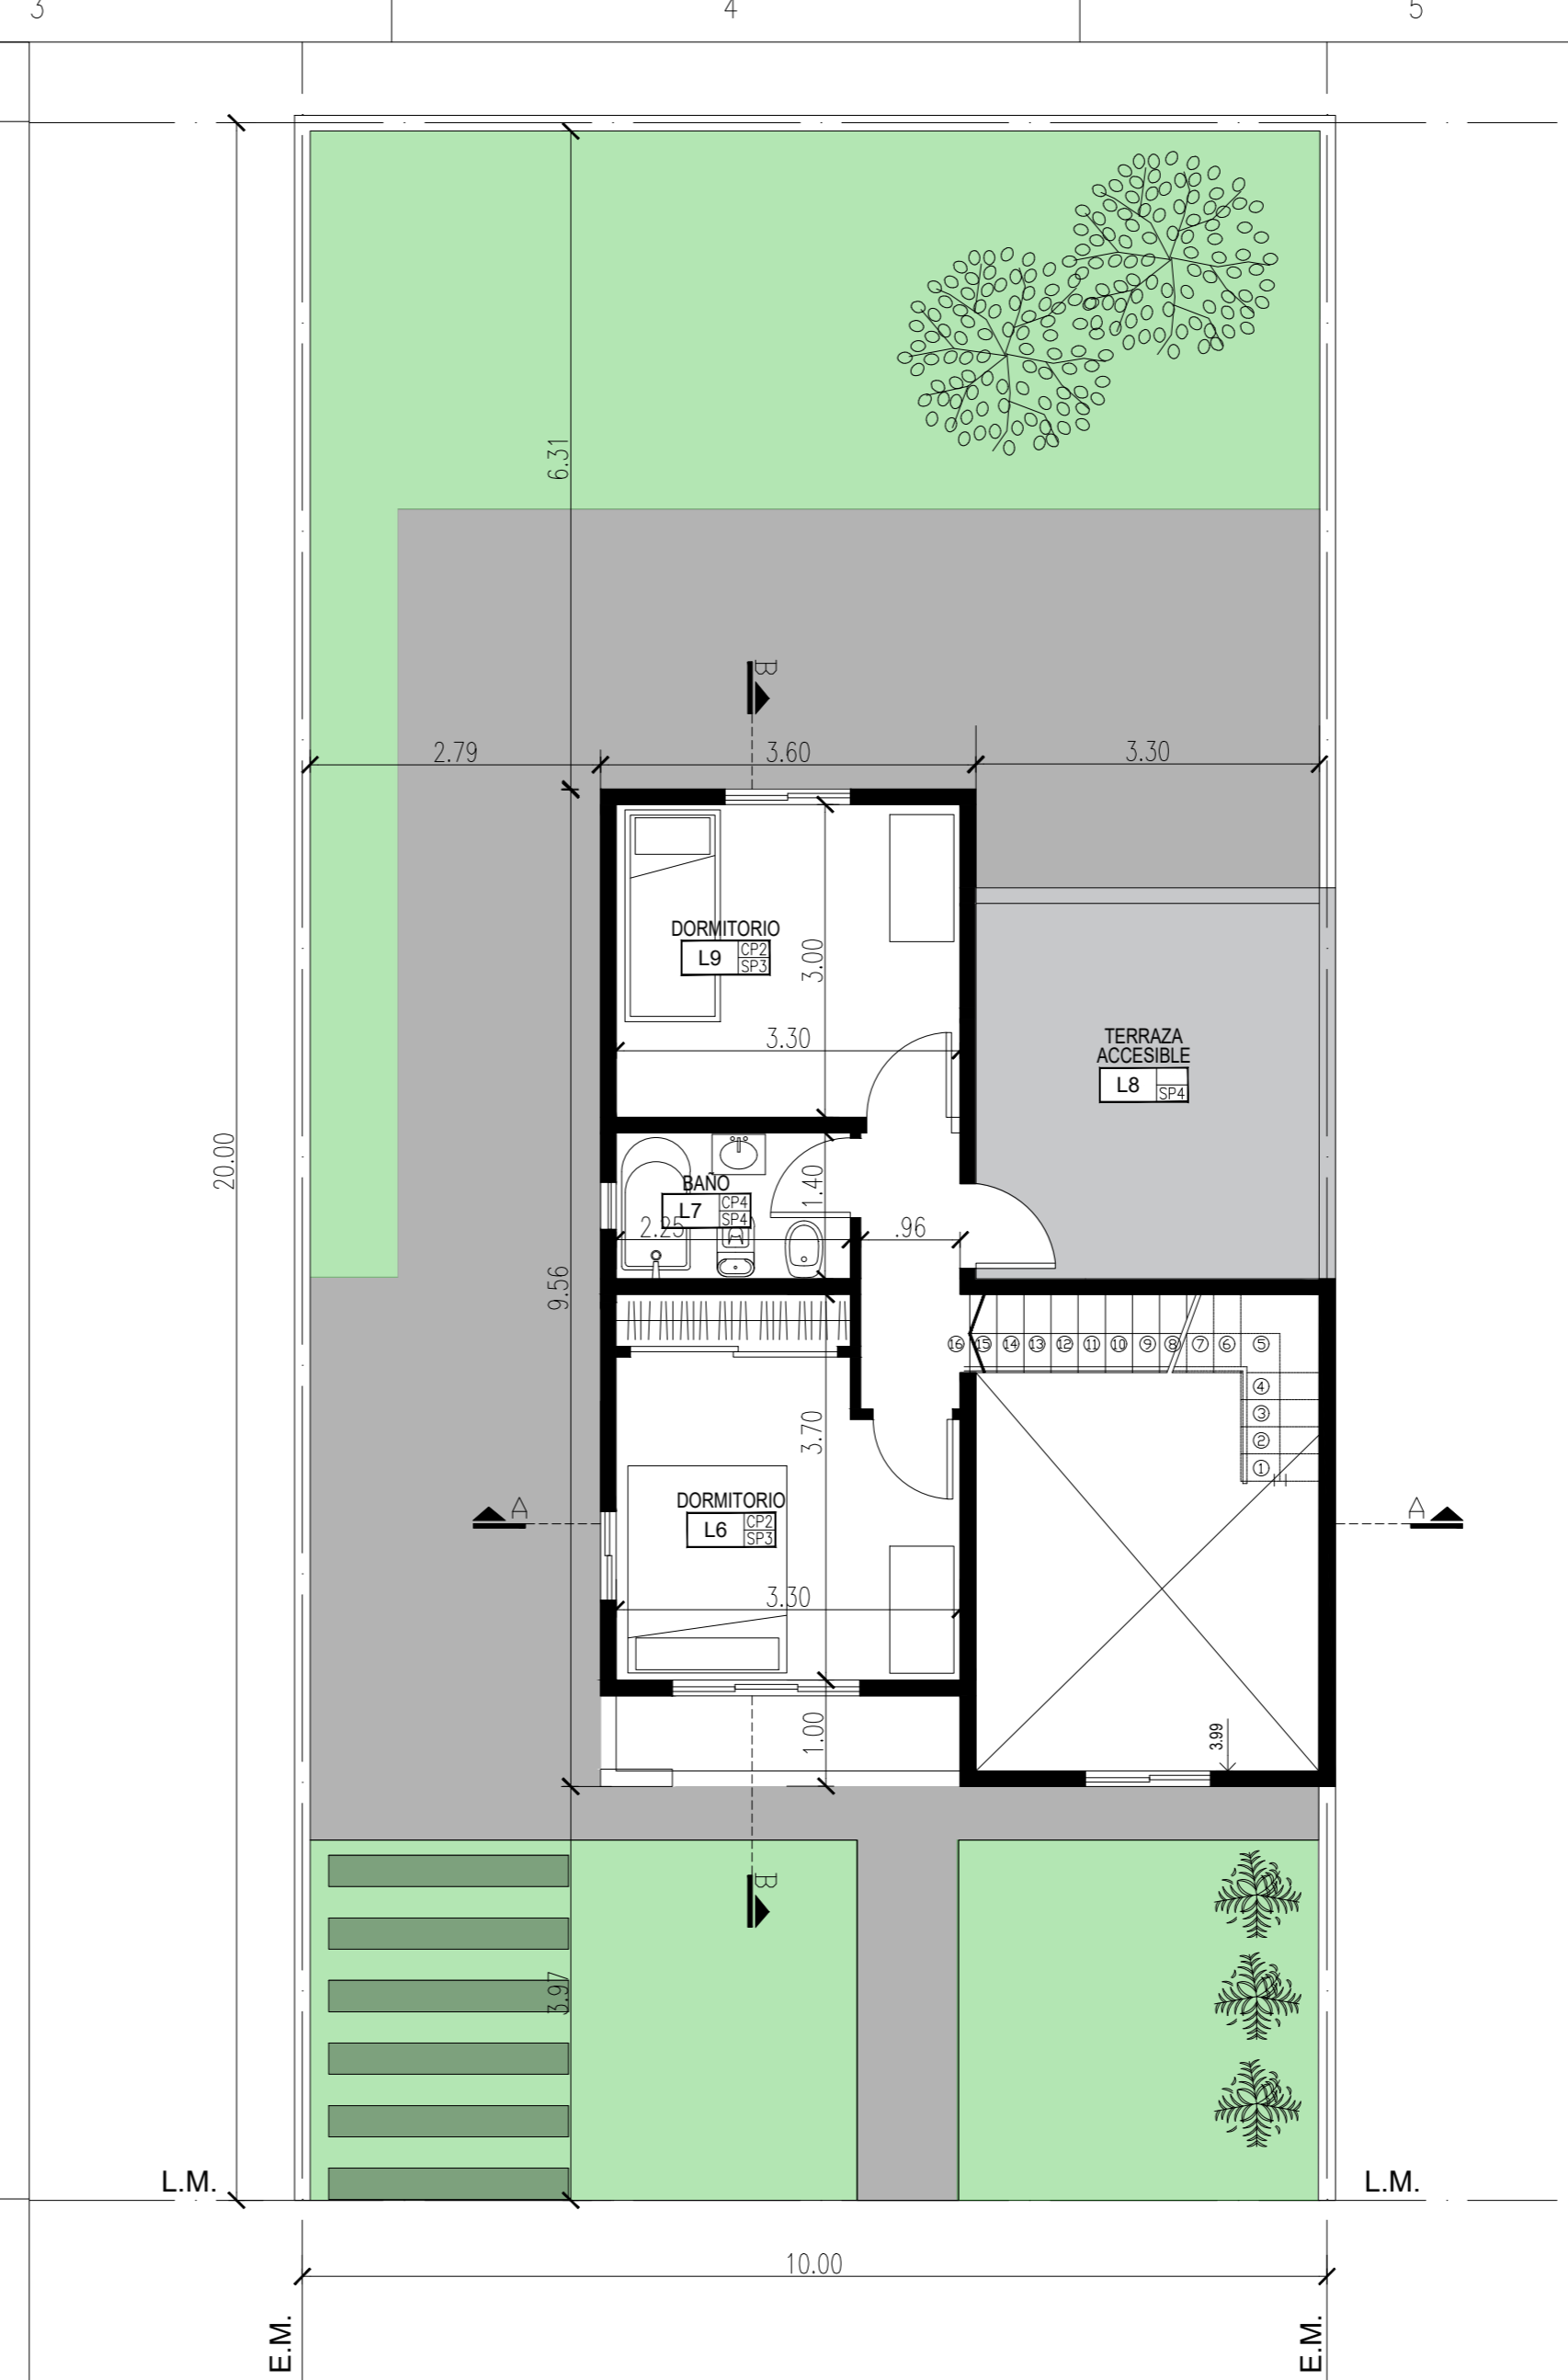 3
4
5
6.31
B
2.79
3.60
3.30
DORMITORIO
L9
CP2
SP3
3.00
3.30
TERRAZA
ACCESIBLE
L8
SP4
20.00
BAÑO
L7
CP4
SP4
1.40
2.25
.96
9.56
16 15 14 13 12 11 10 9 8 7 6 5
4
3
2
1
3.70
A
DORMITORIO
L6
CP2
SP3
A
3.30
1.00
3.99
B
3.97
L.M.
L.M.
10.00
E.M.
E.M.